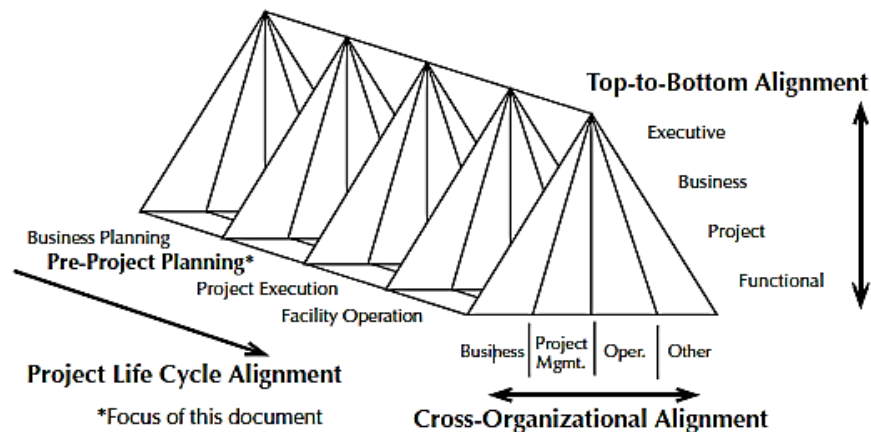 Top-to-Bottom Alignment
Executive
Business
Project
Functional
Business Planning
Pre-Project Planning*
Project Execution
Facility Operation
Business
Project
Mgmt.
Oper.
Other
Project Life Cycle Alignment
*Focus of this document
Cross-Organizational Alignment